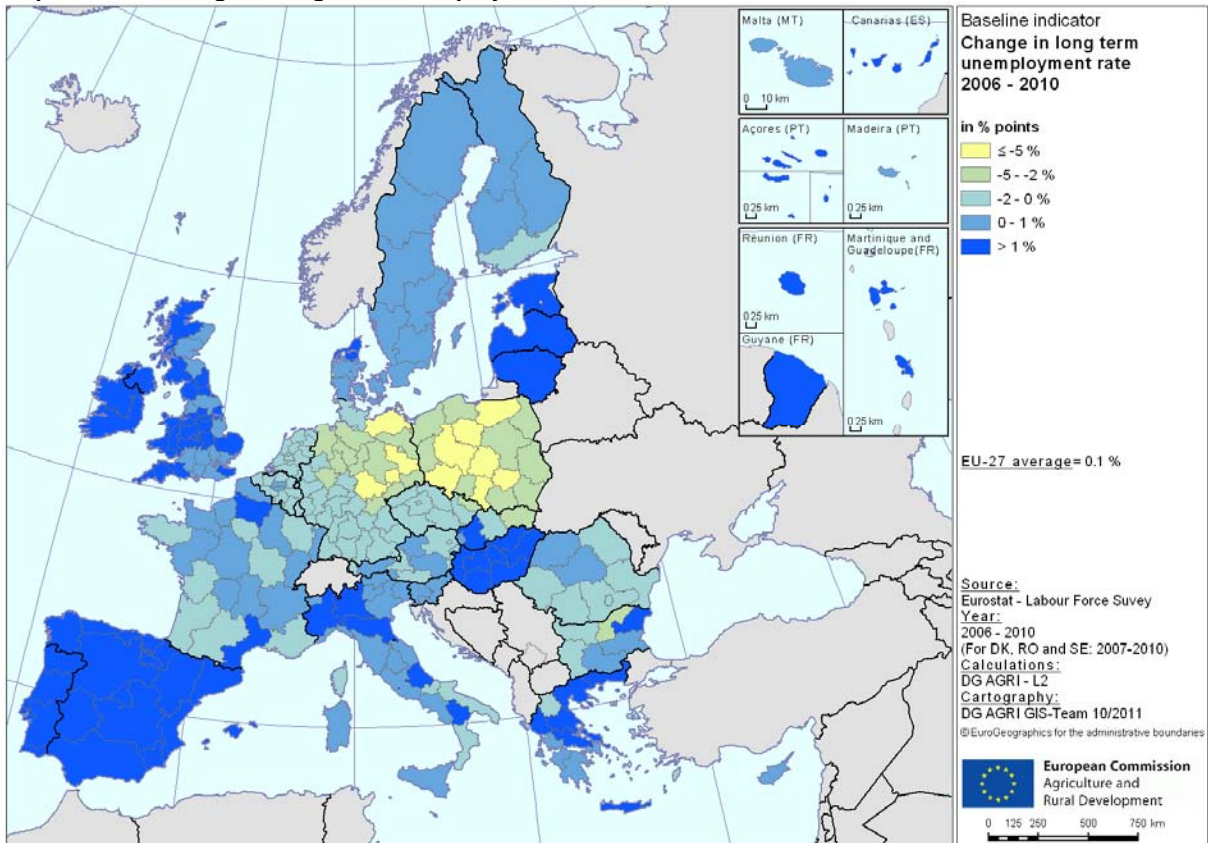 Malta (MT)
0 10 km
Canarias (ES)
Açores (PT)
0 25 km
Madeira (PT)
0 25 km
Réunion (FR)
0 25 km
Martinique and
Guadeloupe(FR)
Guyane (FR)
0 25 km
Baseline indicator
Change in long term
unemployment rate
2006 - 2010
in % points
≤ -5 %
-5 - -2 %
-2 - 0 %
0 - 1 %
> 1 %
EU-27 average= 0.1 %
Source:
Eurostat - Labour Force Suvey
Year:
2006 - 2010
(For DK, RO and SE: 2007-2010)
Calculations:
DG AGRI - L2
Cartography:
DG AGRI GIS-Team 10/2011
©EuroGeographics for the administrative boundaries
European Commission
Agriculture and
Rural Development
0 125 250 500 750 km